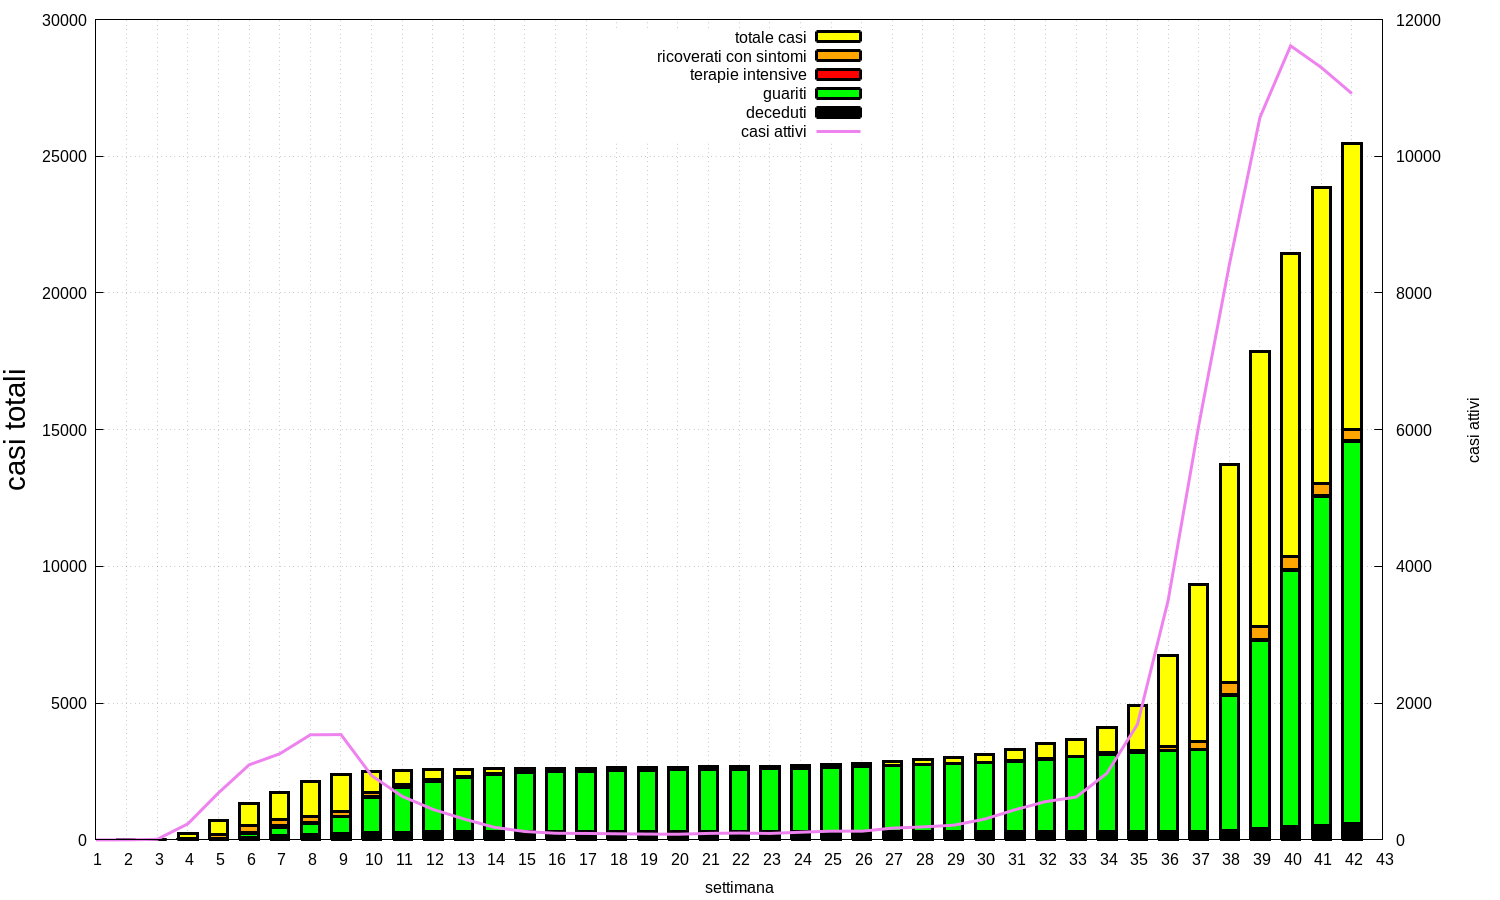 30000
25000
20000
15000
10000
5000
0
casi totali
totale casi
ricoverati con sintomi
terapie intensive
guariti
deceduti
casi attivi
12000
10000
8000
6000
4000
2000
0
casi attivi
1 2 3 4 5 6 7 8 9 10 11 12 13 14 15 16 17 18 19 20 21 22 23 24 25 26 27 28 29 30 31 32 33 34 35 36 37 38 39 40 41 42 43
settimana